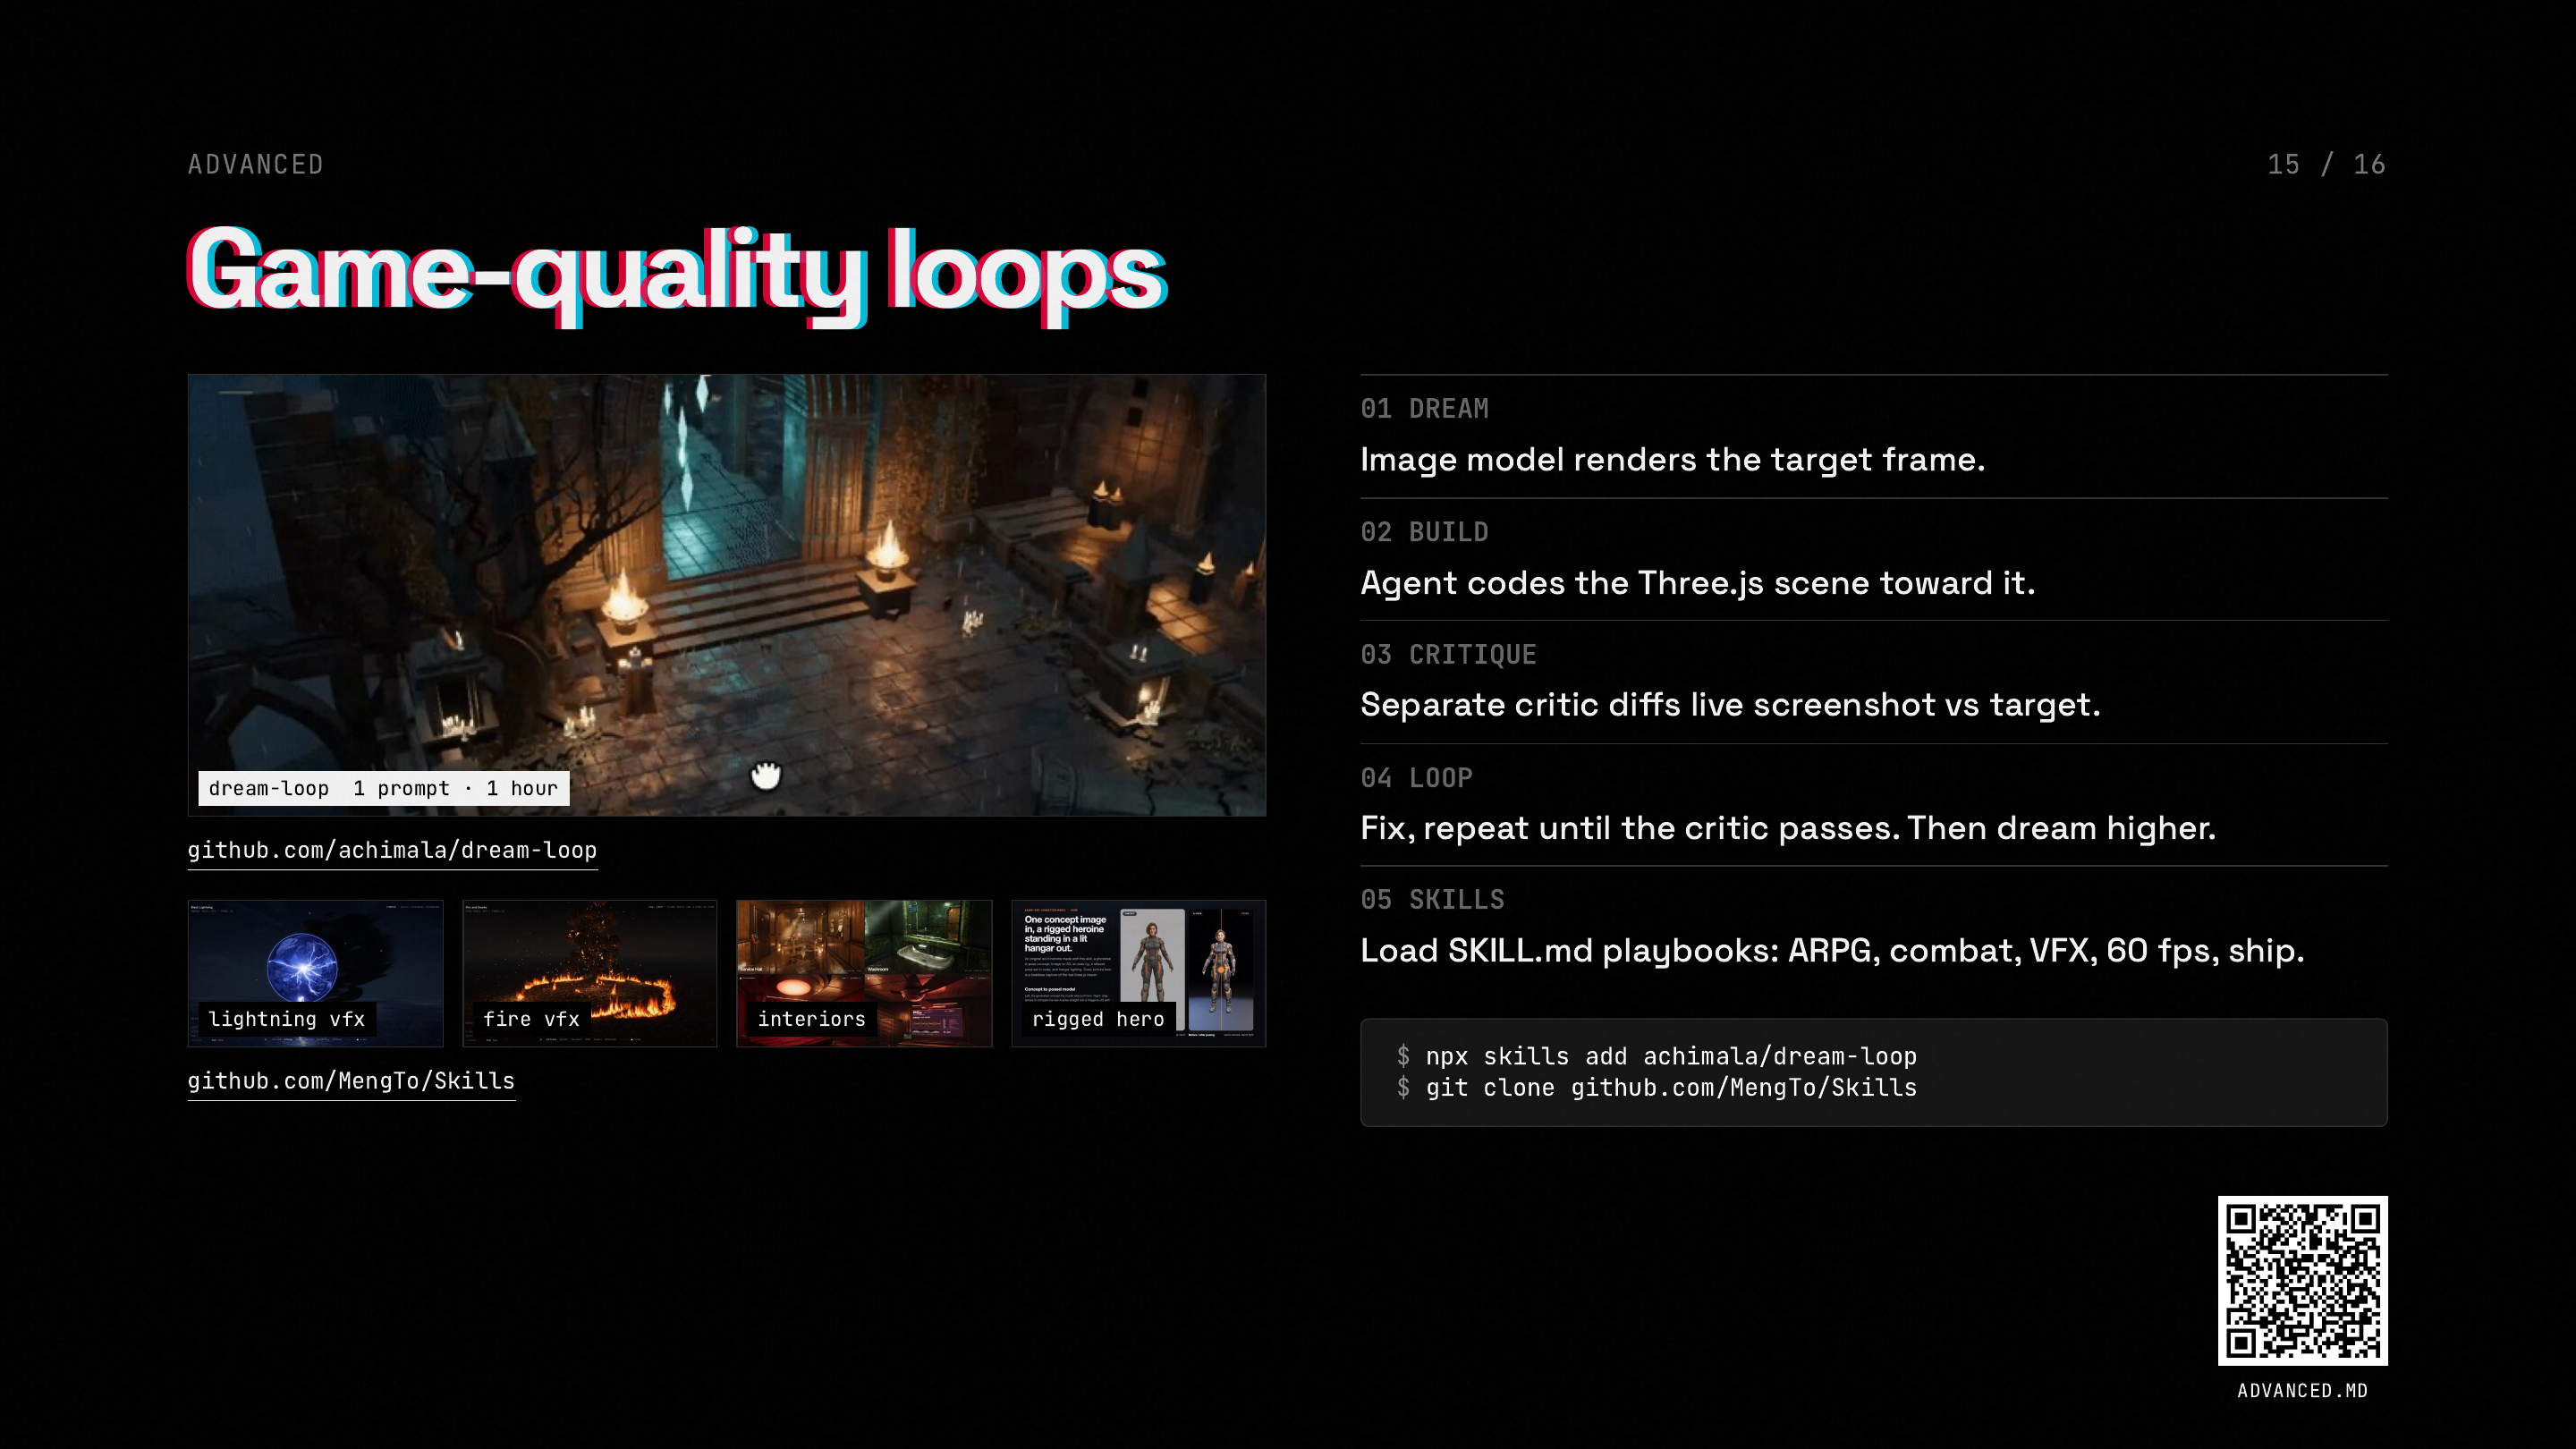 ADVANCED
15 / 16
Game-quality loops
dream-loop 1 prompt · 1 hour
github.com/achimala/dream-loop
lightning vfx
fire vfx
interiors
One concept image
in, a rigged heroine
standing in a lit
hangar out.
Concept to posed model
rigged hero
github.com/MengTo/Skills
01 DREAM
Image model renders the target frame.
02 BUILD
Agent codes the Three.js scene toward it.
03 CRITIQUE
Separate critic diffs live screenshot vs target.
04 LOOP
Fix, repeat until the critic passes. Then dream higher.
05 SKILLS
Load SKILL.md playbooks: ARPG, combat, VFX, 60 fps, ship.
$ npx skills add achimala/dream-loop
$ git clone github.com/MengTo/Skills
ADVANCED.MD